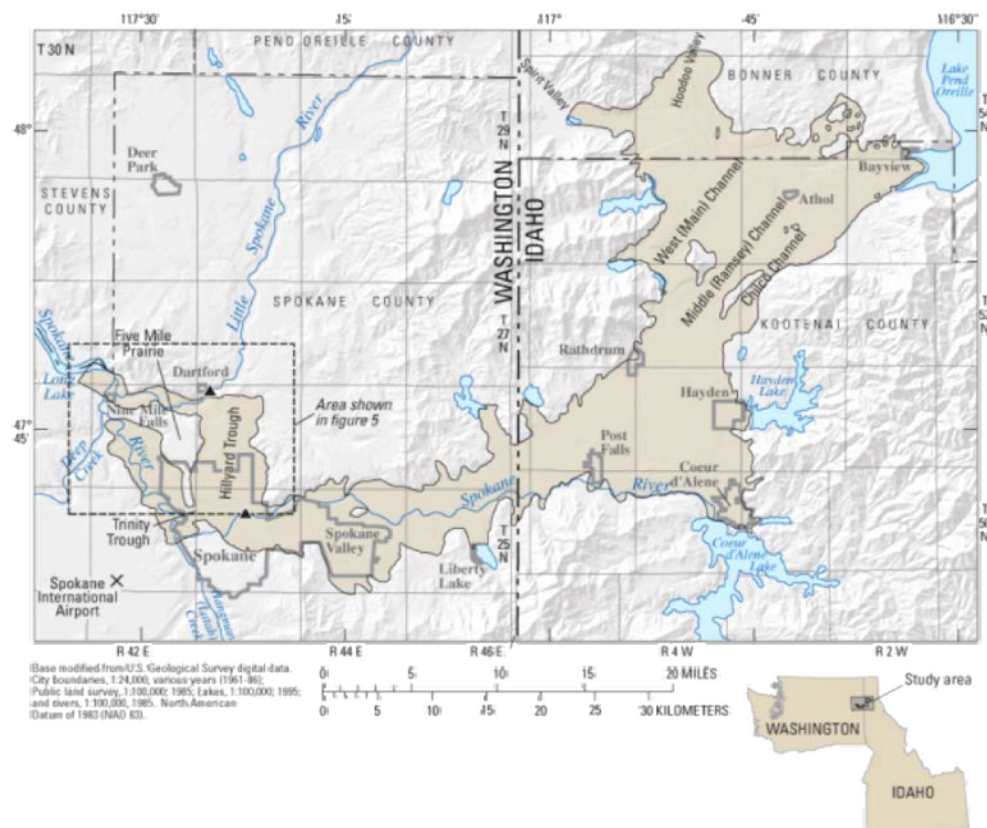 117°30'
15'
117°
-45'
116°30'
T 30 N
PEND OREILLE COUNTY
Spirit Valley
Hoodoo Valley
BONNER COUNTY
Lake
Pend
Oreille
48°
T
29
N
T
54
River
Deer
Park
STEVENS
COUNTY
Bayview
Athol
WASHINGTON
IDAHO
West (Main) Channel
Middle (Ramsey) Channel
Chilco Channel
Spokane
Little
SPOKANE COUNTY
KOOTENAI COUNTY
T
27
N
Five Mile
Prairie
Rathdrum
Spokane
Long
Lake
Dartford
Hayden
Hayden
Lake
Area shown
in figure 5
Nine Mile
Falls
47°
45'
Deep
Creek
River
Hillyard Trough
Post
Falls
Coeur
d'Alene
Spokane
River
Trinity
Trough
Spokane
Spokane
Valley
T
25
N
Liberty
Lake
Coeur
d'Alene
Lake
Spokane
International
Airport
Hangman
(Latah)
Creek
R 42 E
R 44 E
R 46 E
R 4 W
R 2 W
Base modified from U.S. Geological Survey digital data.
City boundaries, 1:24,000, various years (1961-86);
Public land survey, 1:100,000; 1985; Lakes, 1:100,000; 1995;
and rivers, 1:100,000, 1985. North American
Datum of 1983 (NAD 83).
0 5 10 15 20 MILES
0 5 10 15 20 25 30 KILOMETERS
Study area
WASHINGTON
IDAHO